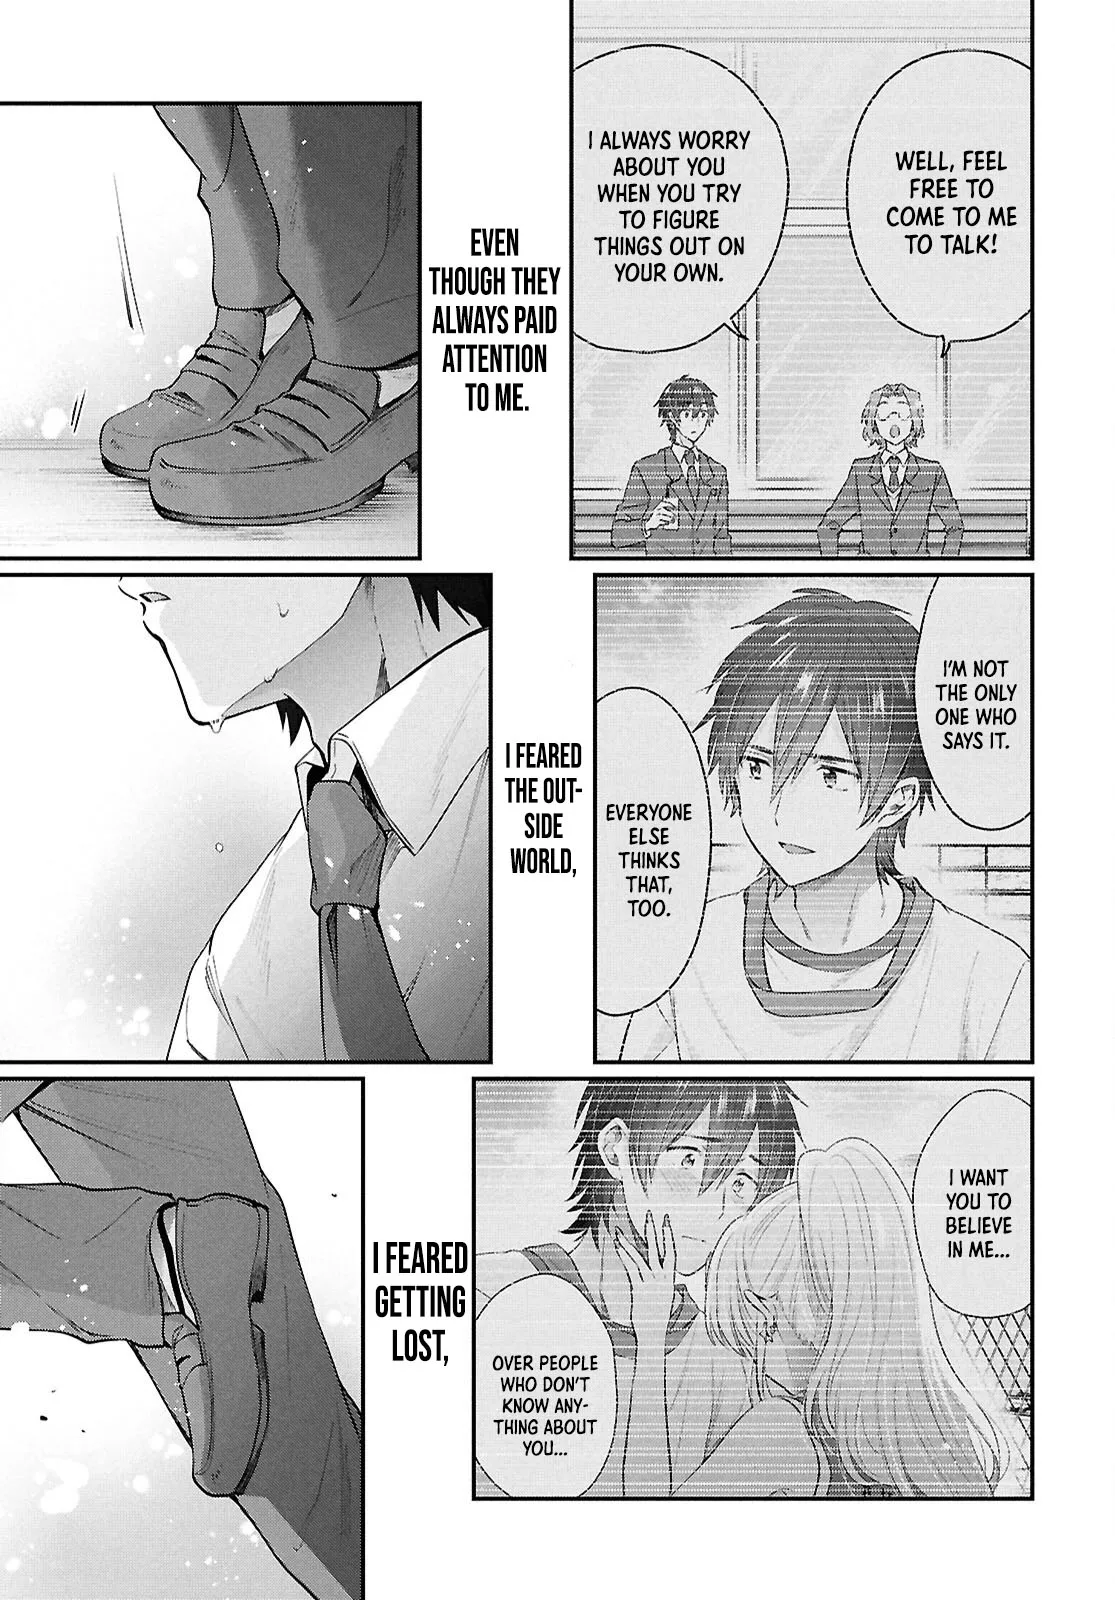 WELL, FEEL
FREE TO
COME TO ME
TO TALK!
I ALWAYS WORRY
ABOUT YOU
WHEN YOU TRY
TO FIGURE
THINGS OUT ON
YOUR OWN.
EVEN
THOUGH THEY
ALWAYS PAID
ATTENTION
TO ME.
I'M NOT
THE ONLY
ONE WHO
SAYS IT.
EVERYONE
ELSE
THINKS
THAT,
TOO.
I FEARED
THE OUT-
SIDE
WORLD,
I WANT
YOU TO
BELIEVE
IN ME...
OVER PEOPLE
WHO DON'T
KNOW ANY-
THING ABOUT
YOU...
I FEARED
GETTING
LOST,